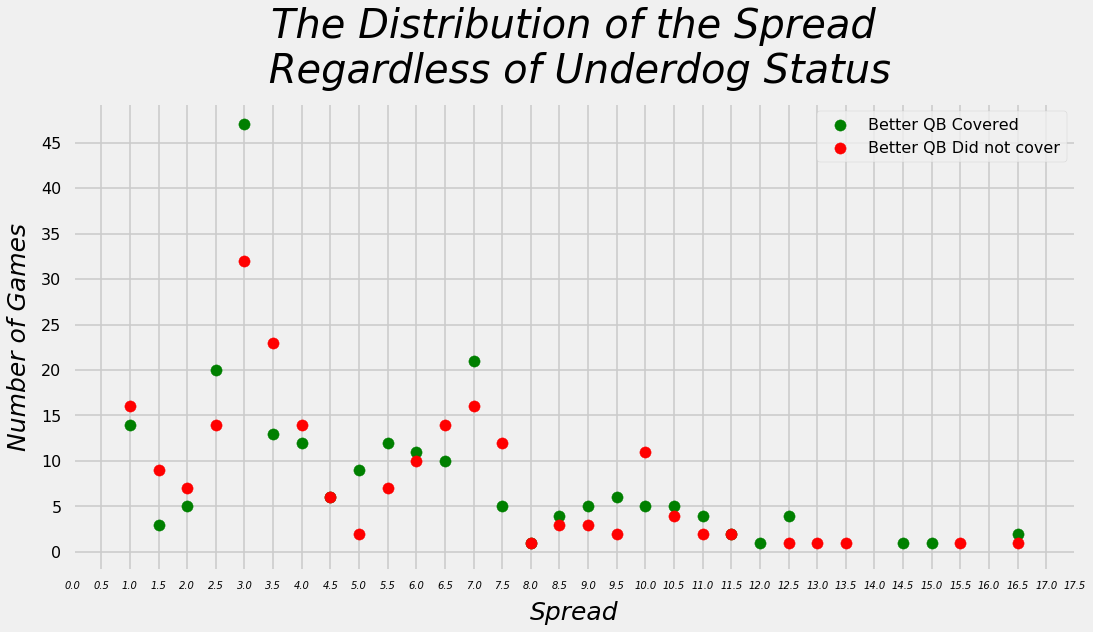 The Distribution of the Spread
Regardless of Underdog Status
Better QB Covered
Better QB Did not cover
Number of Games
45
40
35
30
25
20
15
10
5
0
0.0 0.5 1.0 1.5 2.0 2.5 3.0 3.5 4.0 4.5 5.0 5.5 6.0 6.5 7.0 7.5 8.0 8.5 9.0 9.5 10.0 10.5 11.0 11.5 12.0 12.5 13.0 13.5 14.0 14.5 15.0 15.5 16.0 16.5 17.0 17.5
Spread